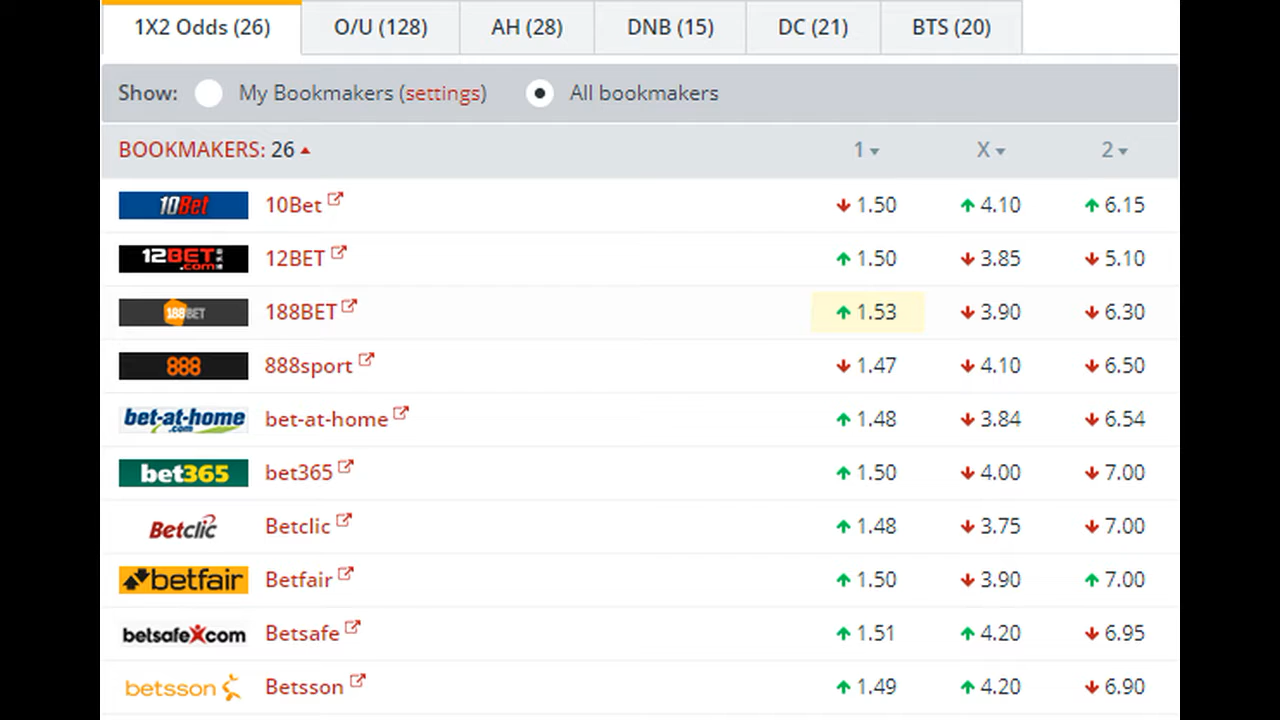 1X2 Odds (26) O/U (128) AH (28) DNB (15) DC (21) BTS (20)
Show: My Bookmakers (settings) All bookmakers
BOOKMAKERS: 26 1 X 2
10Bet 10Bet 1.50 4.10 6.15
12BET.com 12BET 1.50 3.85 5.10
188BET 188BET 1.53 3.90 6.30
888 888sport 1.47 4.10 6.50
bet-at-home.com bet-at-home 1.48 3.84 6.54
bet365 bet365 1.50 4.00 7.00
Betclic Betclic 1.48 3.75 7.00
betfair Betfair 1.50 3.90 7.00
betsafe.com Betsafe 1.51 4.20 6.95
betsson Betsson 1.49 4.20 6.90